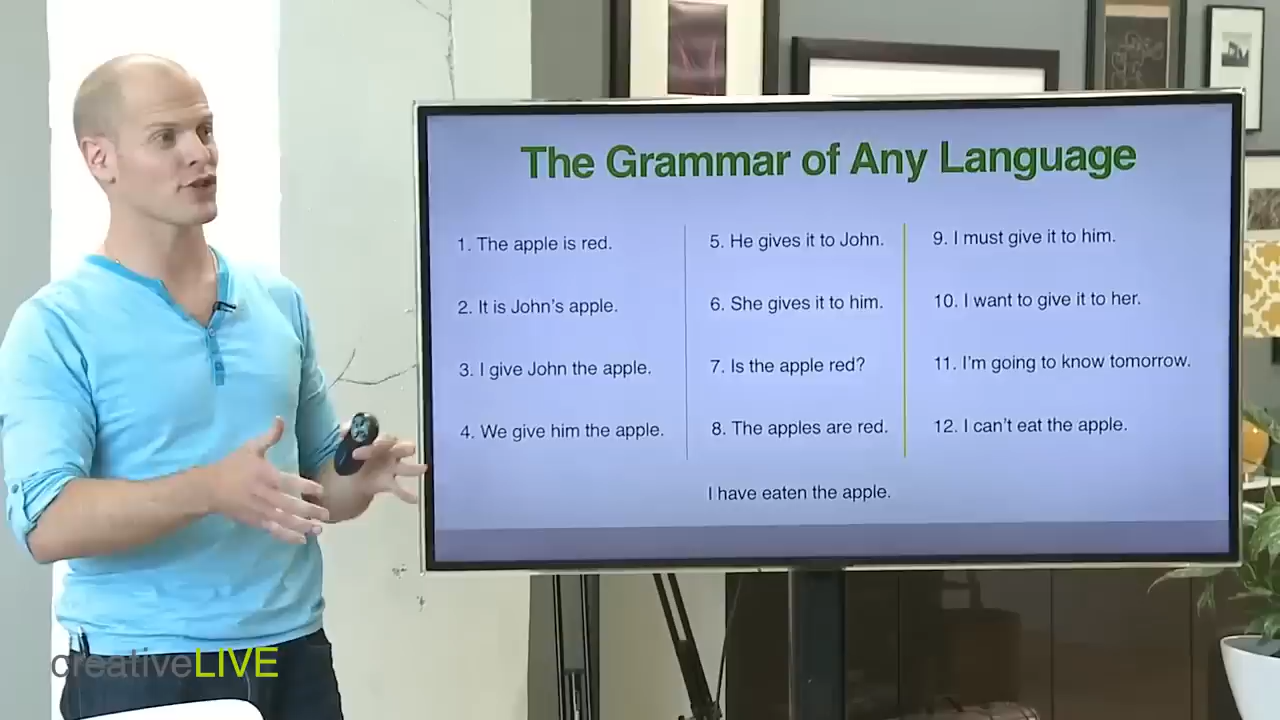 The Grammar of Any Language
1. The apple is red.
2. It is John's apple.
3. I give John the apple.
4. We give him the apple.
5. He gives it to John.
6. She gives it to him.
7. Is the apple red?
8. The apples are red.
9. I must give it to him.
10. I want to give it to her.
11. I'm going to know tomorrow.
12. I can't eat the apple.
I have eaten the apple.
creativeLIVE